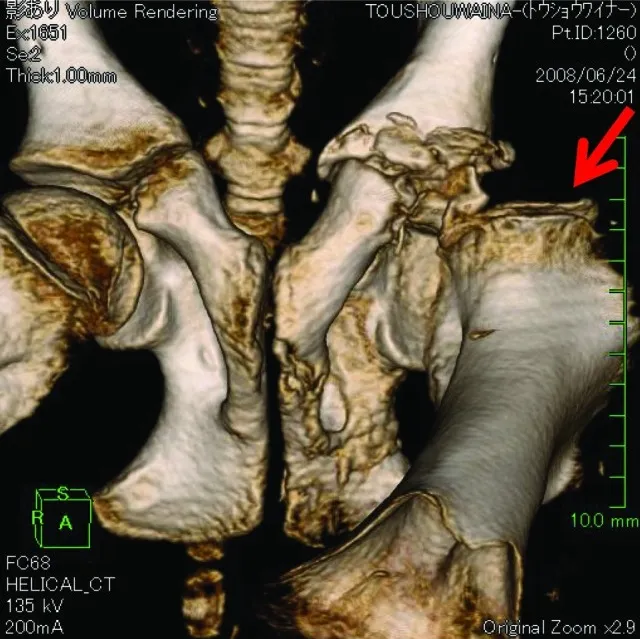 影あり Volume Rendering
Ex:1651
Se:2
Thick:1.00mm
TOUSHOUWAINA-(トウショウワイナー)
Pt.ID:1260
()
2008/06/24
15:20:01
10.0 mm
S
R A
FC68
HELICAL_CT
135 kV
200mA
Original Zoom x2.9